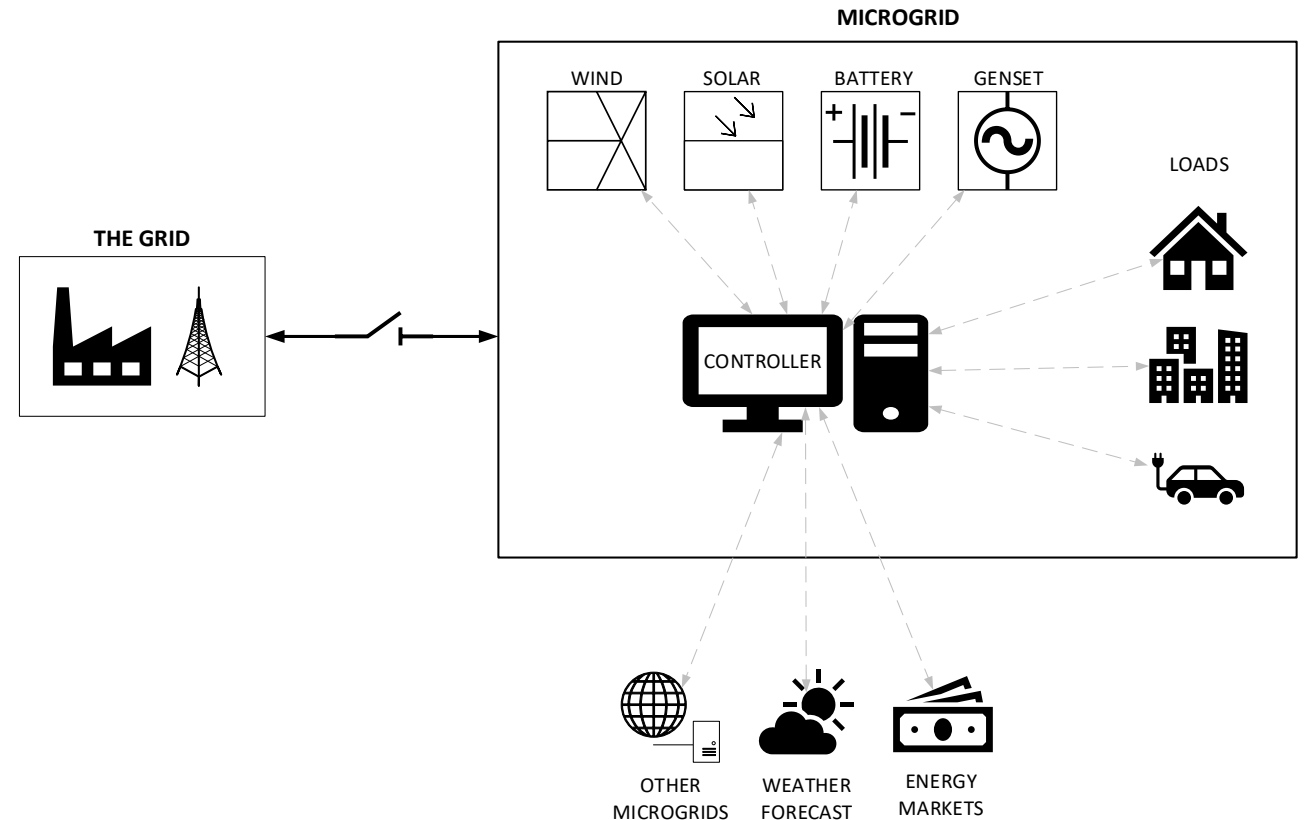 MICROGRID
WIND
SOLAR
BATTERY
GENSET
LOADS
THE GRID
CONTROLLER
OTHER
MICROGRIDS
WEATHER
FORECAST
ENERGY
MARKETS